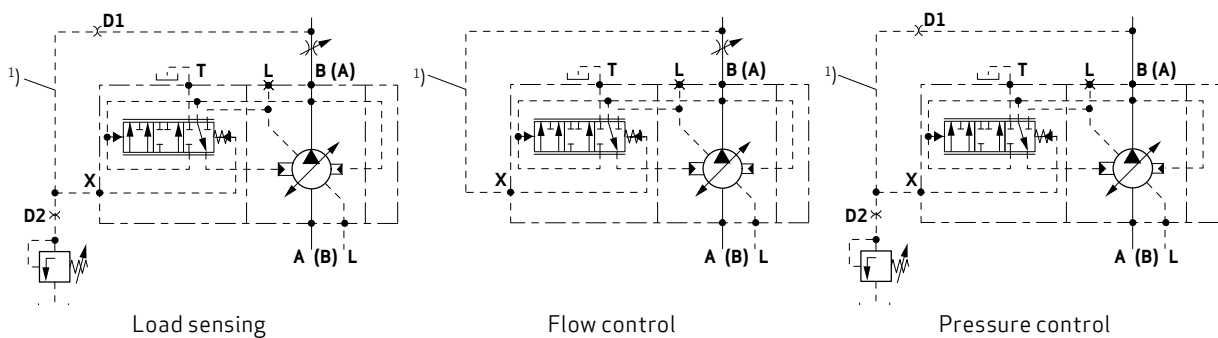 D1
1)
T
L
B (A)
X
D2
A (B) L
Load sensing
1)
T
L
B (A)
X
A (B) L
Flow control
D1
1)
T
L
B (A)
X
D2
A (B) L
Pressure control